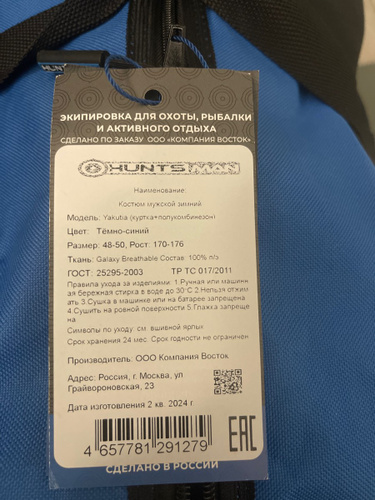 HUNT
ЭКИПИРОВКА ДЛЯ ОХОТЫ, РЫБАЛКИ
И АКТИВНОГО ОТДЫХА
СДЕЛАНО ПО ЗАКАЗУ ООО «КОМПАНИЯ ВОСТОК»
HUNTSMAN
Наименование:
Костюм мужской зимний
Модель: Yakutia (куртка+полукомбинезон)
Цвет: Тёмно-синий
Размер: 48-50, Рост: 170-176
Ткань: Galaxy Breathable Состав: 100% п/э
ГОСТ: 25295-2003 ТР ТС 017/2011
Правила ухода за изделиями: 1.Ручная или машинн
ая бережная стирка в воде до 30°С 2.Нельзя отжим
ать 3.Сушка в машинке или на батарее запрещена
4.Сушить на ровной поверхности 5.Глажка запреще
на
Символы по уходу: см. вшивной ярлык
Срок хранения 24 мес. Срок годности не ограничен
Производитель: ООО Компания Восток
Адрес: Россия, г. Москва, ул
Грайвороновская, 23
Дата изготовления 2 кв. 2024 г.
4 657781 291279
EAC
СДЕЛАНО В РОССИИ